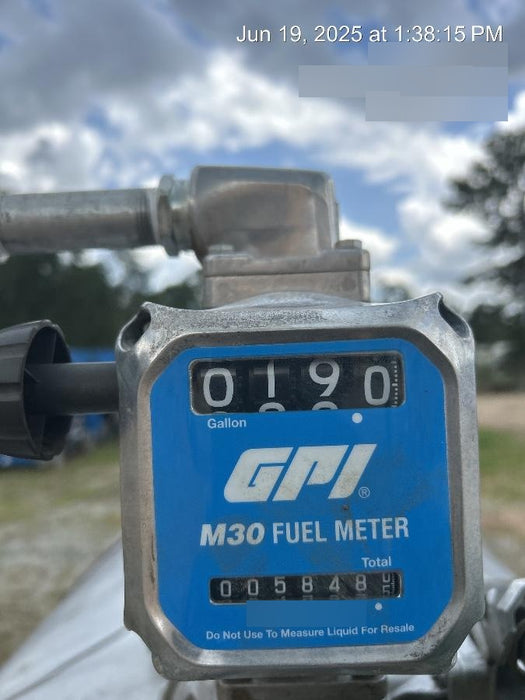 Jun 19, 2025 at 1:38:15 PM
0190
Gallon
GPI®
M30 FUEL METER
Total
005848
Do Not Use To Measure Liquid For Resale